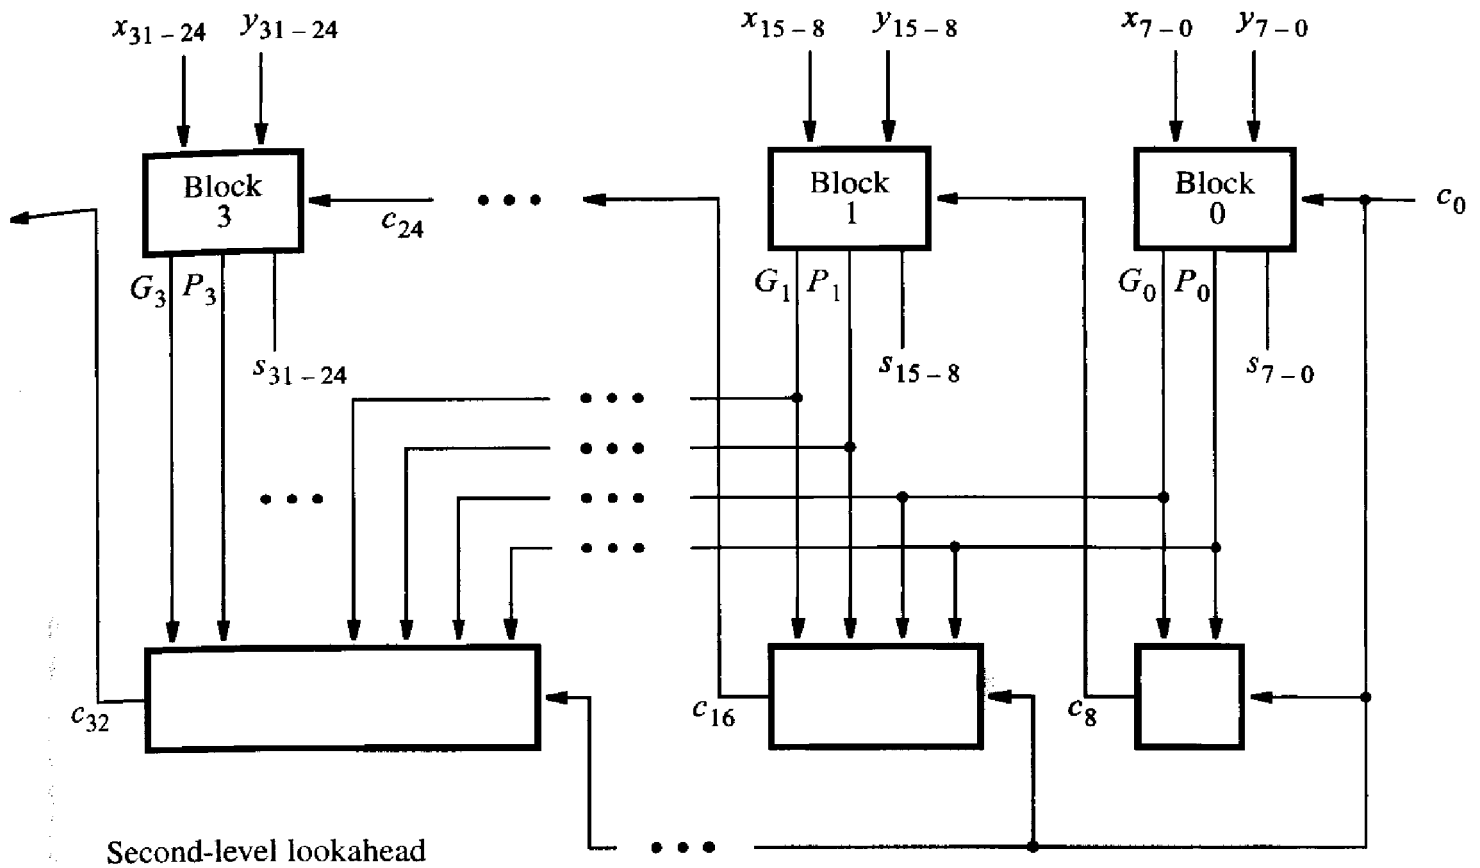 x31 – 24 y31 – 24 x15 – 8 y15 – 8 x7 – 0 y7 – 0
Block 3 Block 1 Block 0
c24 • • • c0
G3 P3 G1 P1 G0 P0
s31 – 24 s15 – 8 s7 – 0
• • •
• • •
• • • • • •
• • •
c32 c16 c8
Second-level lookahead • • •